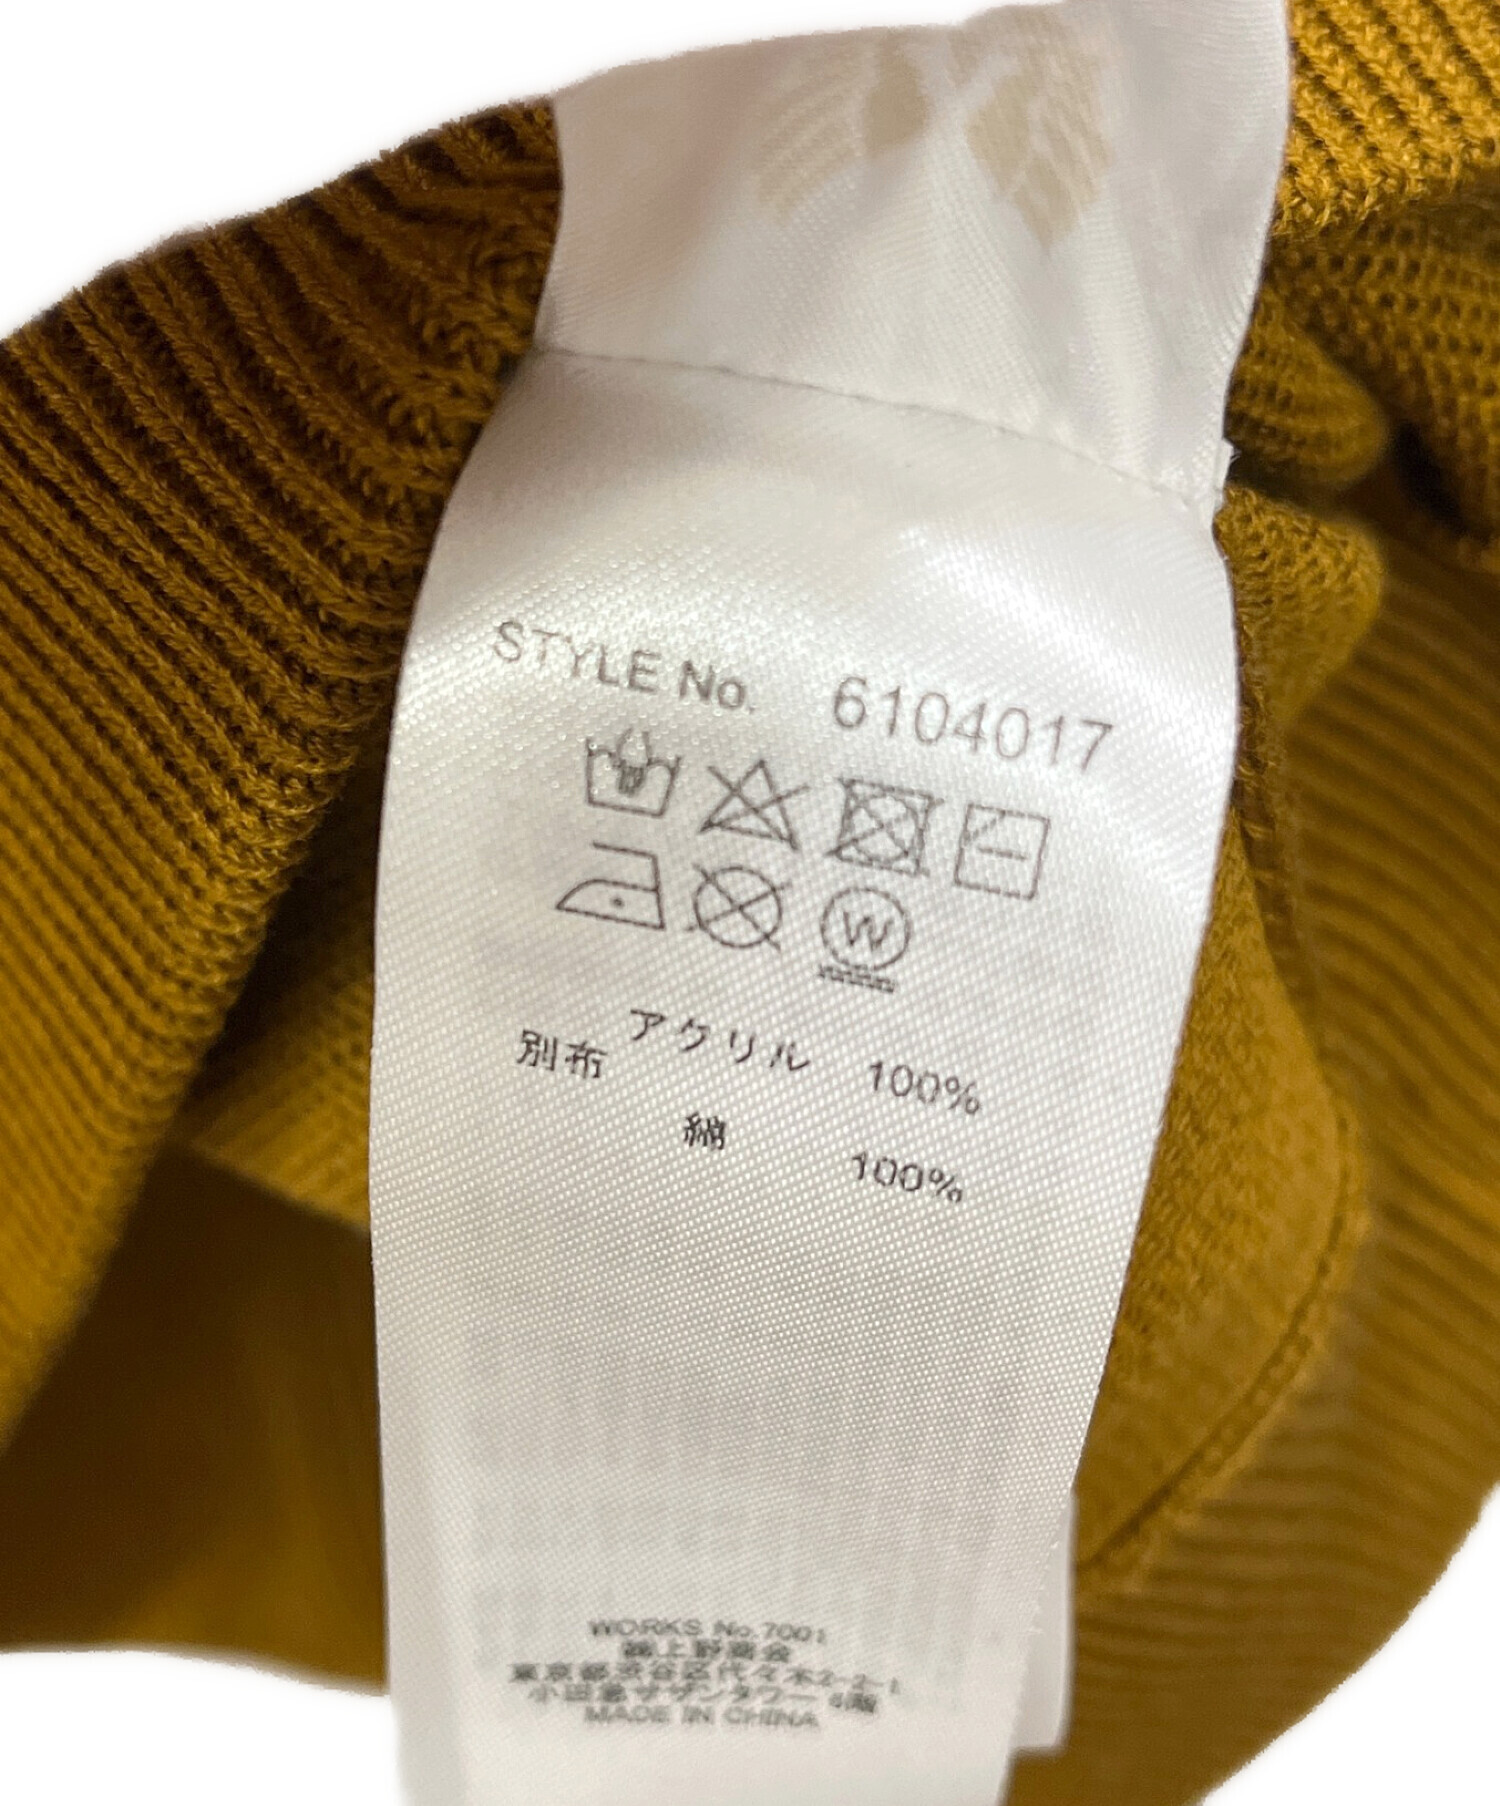 STYLE No. 6104017
W
アクリル 100%
別布
綿 100%
WORKS No.7001
㈱上野商会
東京都渋谷区代々木2-2-1
小田急サザンタワー 6階
MADE IN CHINA